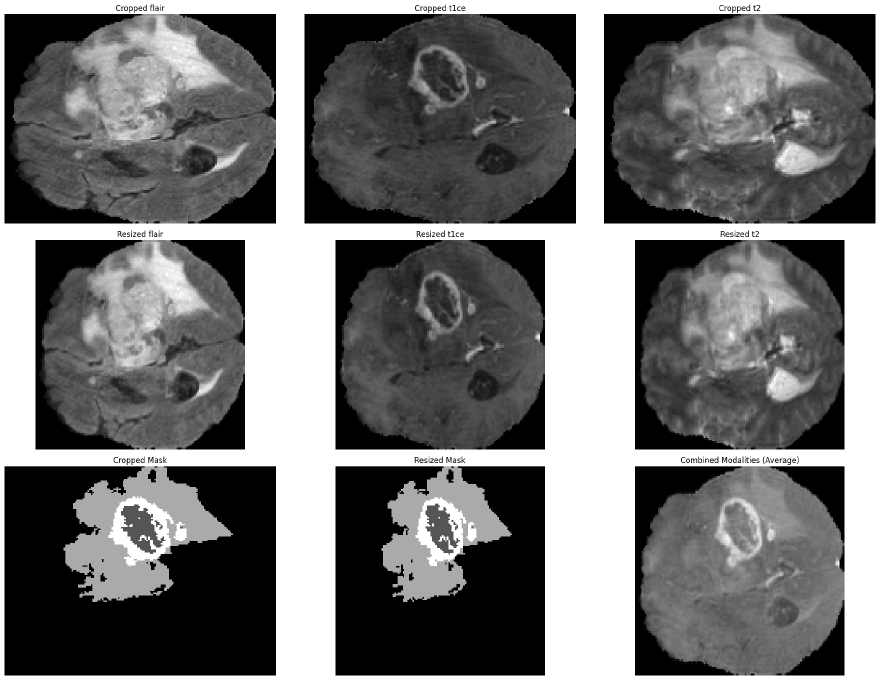 Cropped flair
Cropped t1ce
Cropped t2
Resized flair
Resized t1ce
Resized t2
Cropped Mask
Resized Mask
Combined Modalities (Average)